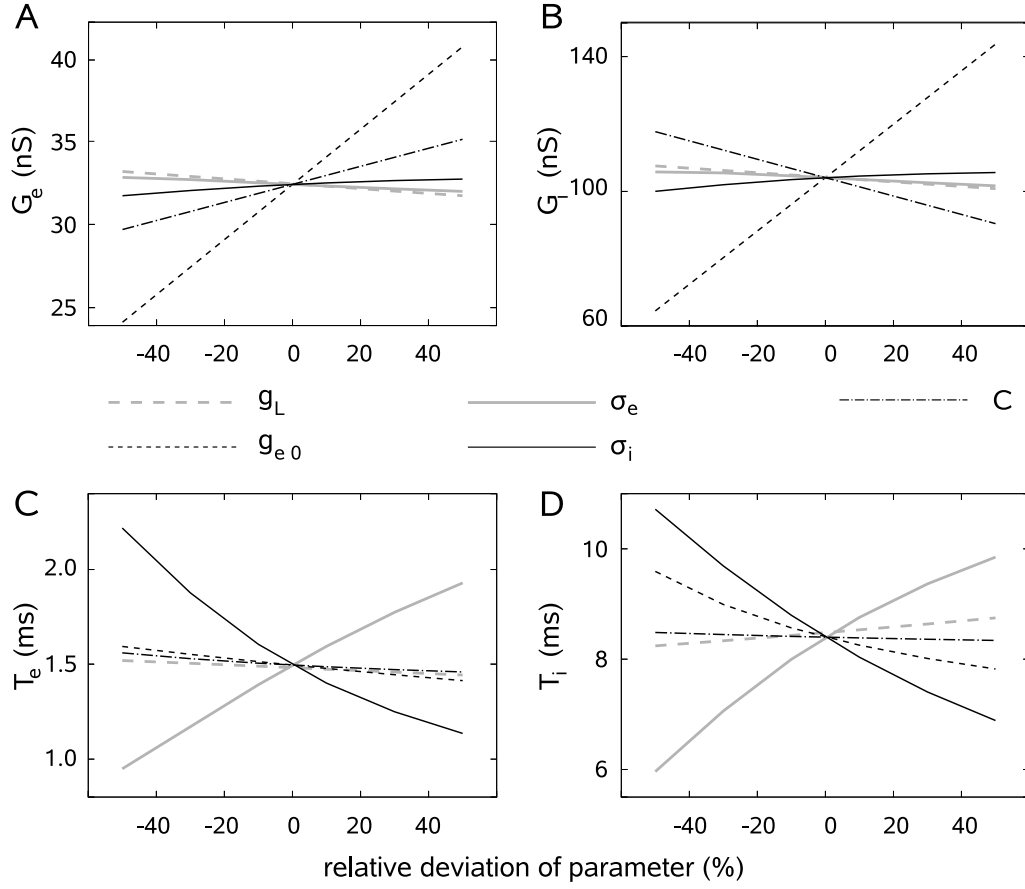 A
B
G_e (nS)
40
35
30
25
-40 -20 0 20 40
G_i (nS)
140
100
60
-40 -20 0 20 40
g_L
σ_e
C
g_e 0
σ_i
C
D
T_e (ms)
2.0
1.5
1.0
-40 -20 0 20 40
T_i (ms)
10
8
6
-40 -20 0 20 40
relative deviation of parameter (%)